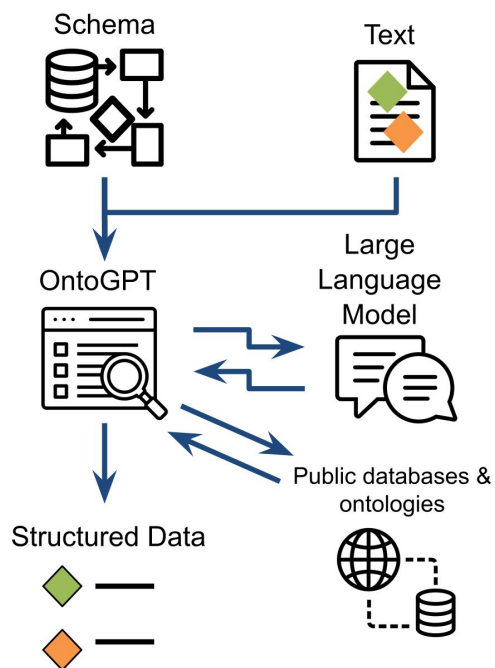 Schema
Text
OntoGPT
Large
Language
Model
Public databases &
ontologies
Structured Data